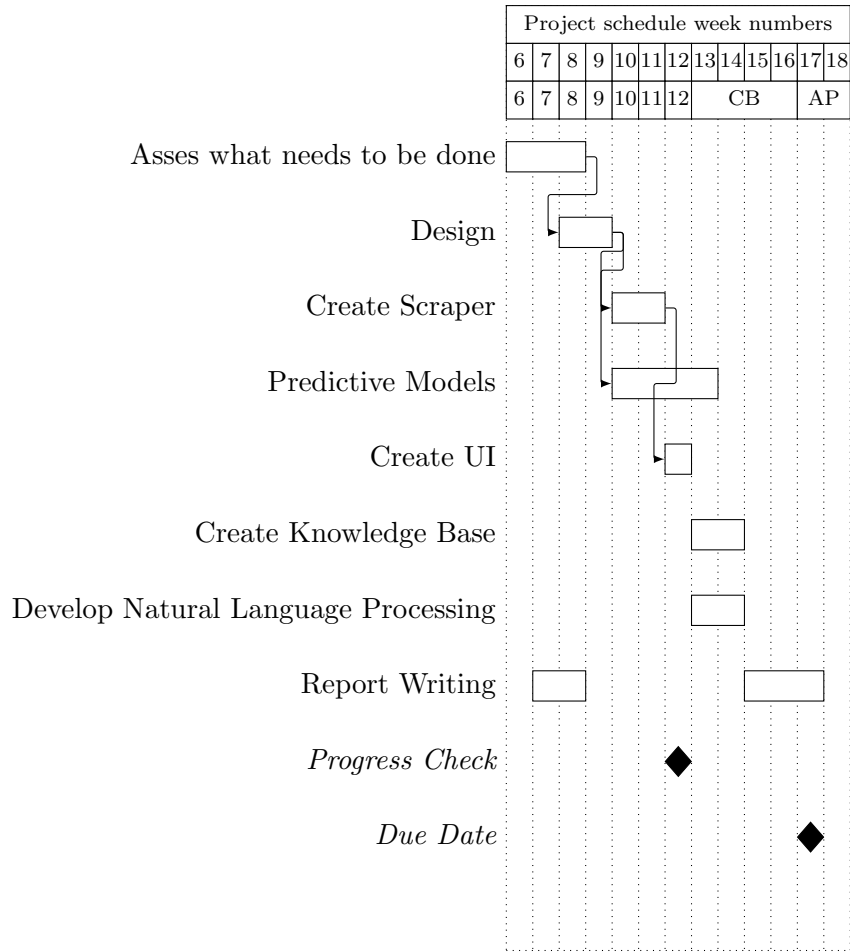 Project schedule week numbers
6 7 8 9 10 11 12 13 14 15 16 17 18
6 7 8 9 10 11 12 CB AP
Asses what needs to be done
Design
Create Scraper
Predictive Models
Create UI
Create Knowledge Base
Develop Natural Language Processing
Report Writing
Progress Check
Due Date